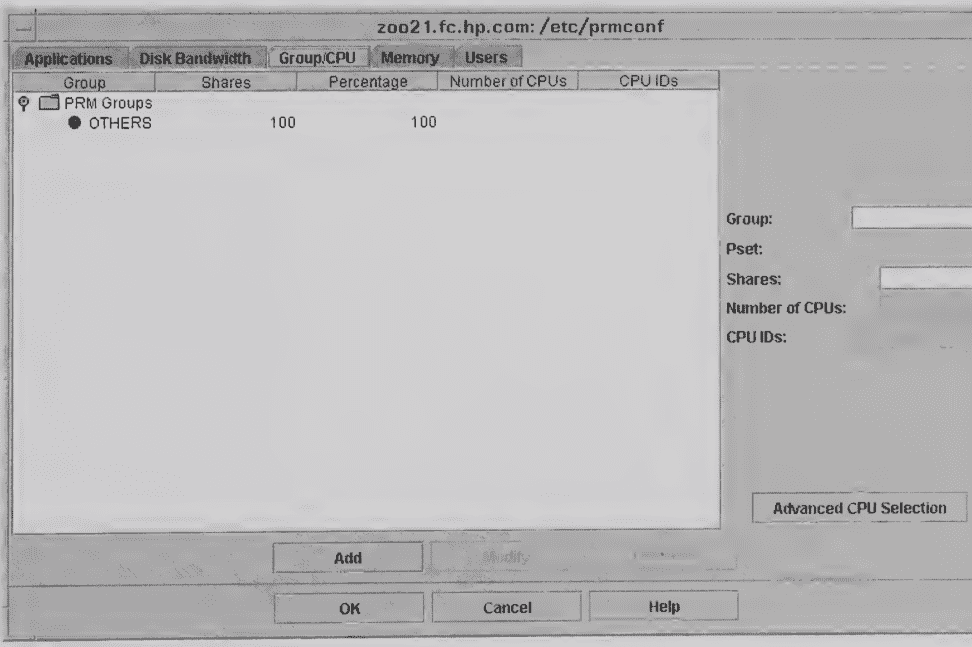 zoo21.fc.hp.com: /etc/prmconf
Applications Disk Bandwidth Group/CPU Memory Users
Group Shares Percentage Number of CPUs CPU IDs
PRM Groups
OTHERS 100 100
Group:
Pset:
Shares:
Number of CPUs:
CPU IDs:
Advanced CPU Selection
Add Modify
OK Cancel Help